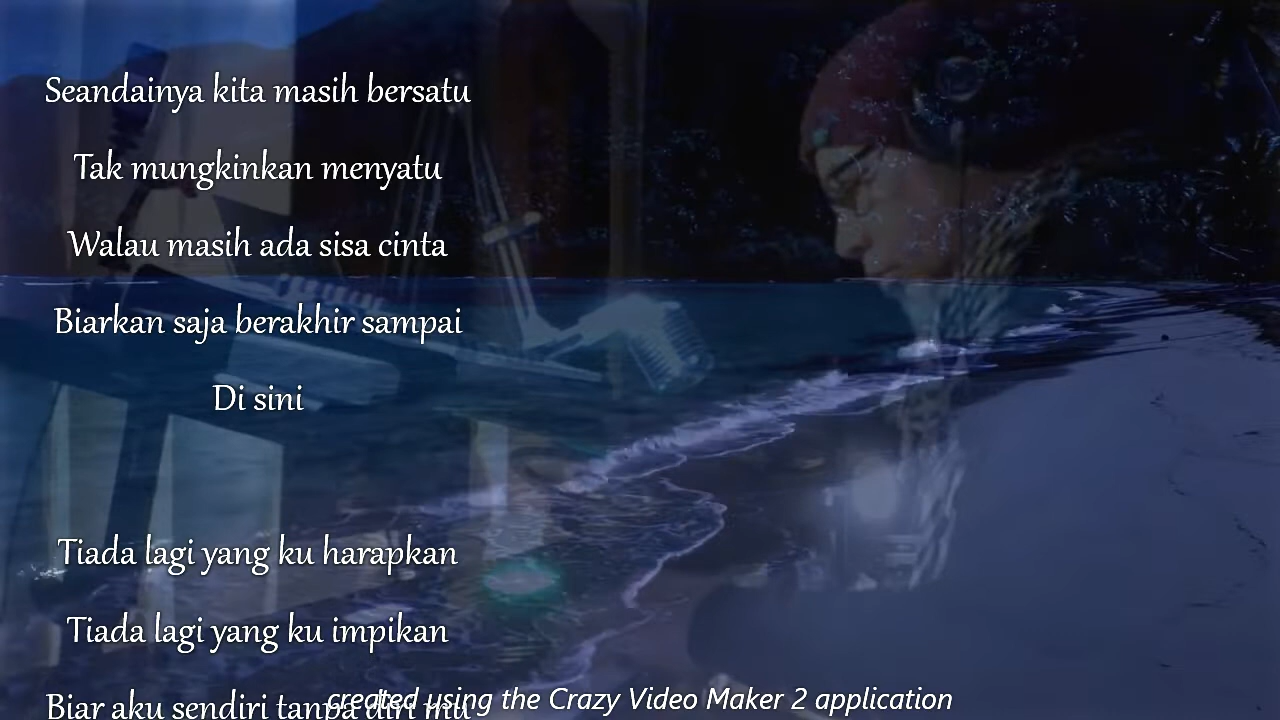 Seandainya kita masih bersatu
Tak mungkinkan menyatu
Walau masih ada sisa cinta
Biarkan saja berakhir sampai
Di sini
Tiada lagi yang ku harapkan
Tiada lagi yang ku impikan
Biar aku sendiri tanpa diri mu
created using the Crazy Video Maker 2 application